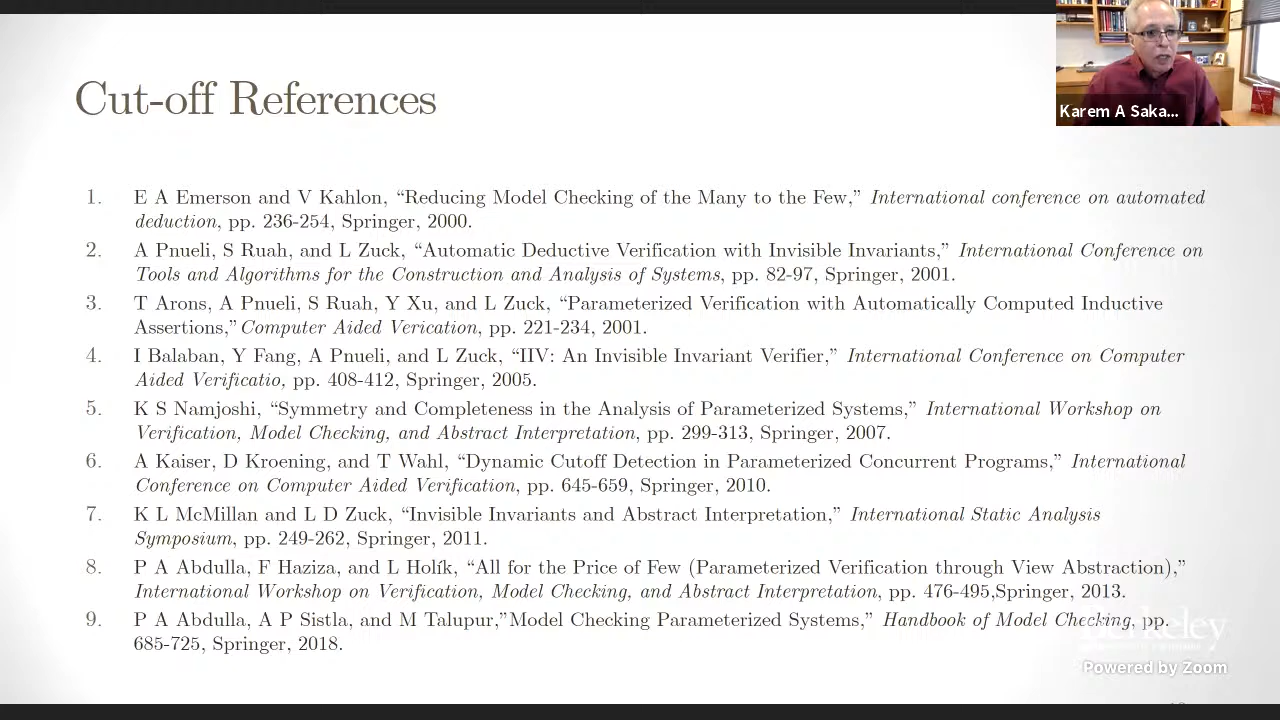 Cut-off References
Karem A Saka...
1. E A Emerson and V Kahlon, “Reducing Model Checking of the Many to the Few,” International conference on automated
deduction, pp. 236-254, Springer, 2000.
2. A Pnueli, S Ruah, and L Zuck, “Automatic Deductive Verification with Invisible Invariants,” International Conference on
Tools and Algorithms for the Construction and Analysis of Systems, pp. 82-97, Springer, 2001.
3. T Arons, A Pnueli, S Ruah, Y Xu, and L Zuck, “Parameterized Verification with Automatically Computed Inductive
Assertions,”Computer Aided Verication, pp. 221-234, 2001.
4. I Balaban, Y Fang, A Pnueli, and L Zuck, “IIV: An Invisible Invariant Verifier,” International Conference on Computer
Aided Verificatio, pp. 408-412, Springer, 2005.
5. K S Namjoshi, “Symmetry and Completeness in the Analysis of Parameterized Systems,” International Workshop on
Verification, Model Checking, and Abstract Interpretation, pp. 299-313, Springer, 2007.
6. A Kaiser, D Kroening, and T Wahl, “Dynamic Cutoff Detection in Parameterized Concurrent Programs,” International
Conference on Computer Aided Verification, pp. 645-659, Springer, 2010.
7. K L McMillan and L D Zuck, “Invisible Invariants and Abstract Interpretation,” International Static Analysis
Symposium, pp. 249-262, Springer, 2011.
8. P A Abdulla, F Haziza, and L Holík, “All for the Price of Few (Parameterized Verification through View Abstraction),”
International Workshop on Verification, Model Checking, and Abstract Interpretation, pp. 476-495,Springer, 2013.
9. P A Abdulla, A P Sistla, and M Talupur,”Model Checking Parameterized Systems,” Handbook of Model Checking, pp.
685-725, Springer, 2018.
Berkeley
Powered by Zoom